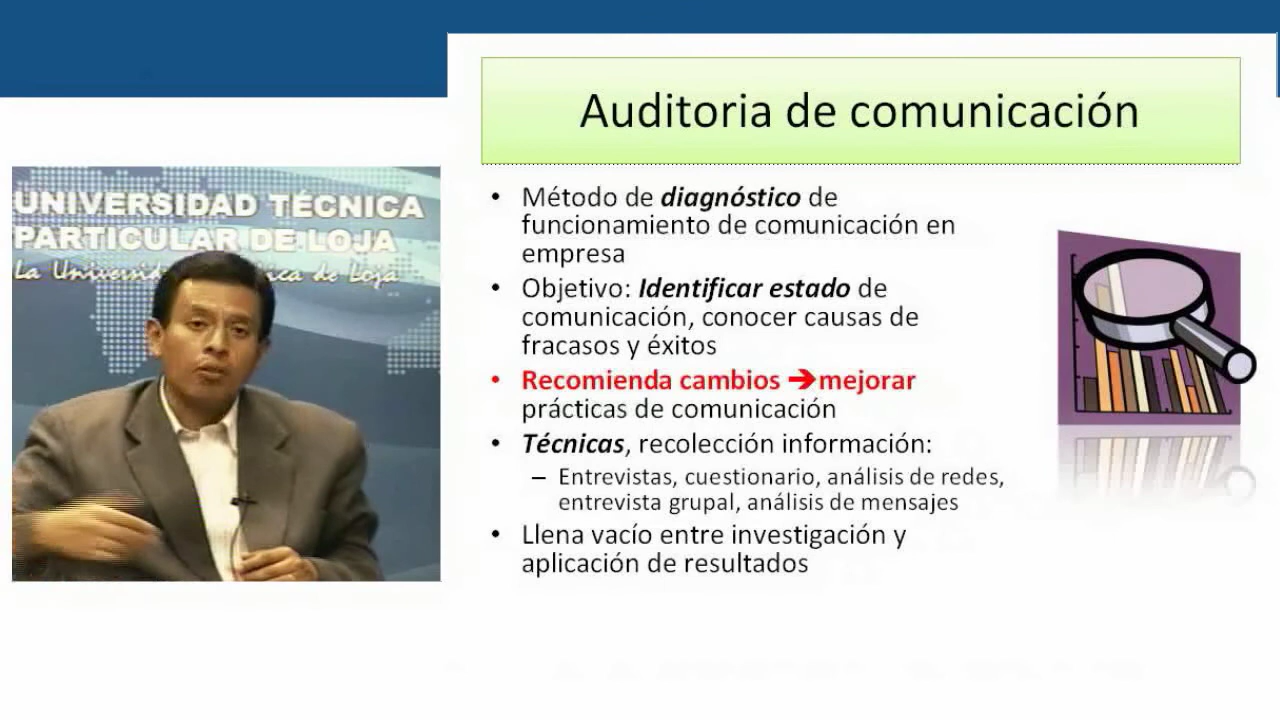 Auditoria de comunicación
UNIVERSIDAD TÉCNICA
PARTICULAR DE LOJA
La Universid ica de Loja
• Método de diagnóstico de
funcionamiento de comunicación en
empresa
• Objetivo: Identificar estado de
comunicación, conocer causas de
fracasos y éxitos
• Recomienda cambios ➔mejorar
prácticas de comunicación
• Técnicas, recolección información:
– Entrevistas, cuestionario, análisis de redes,
entrevista grupal, análisis de mensajes
• Llena vacío entre investigación y
aplicación de resultados